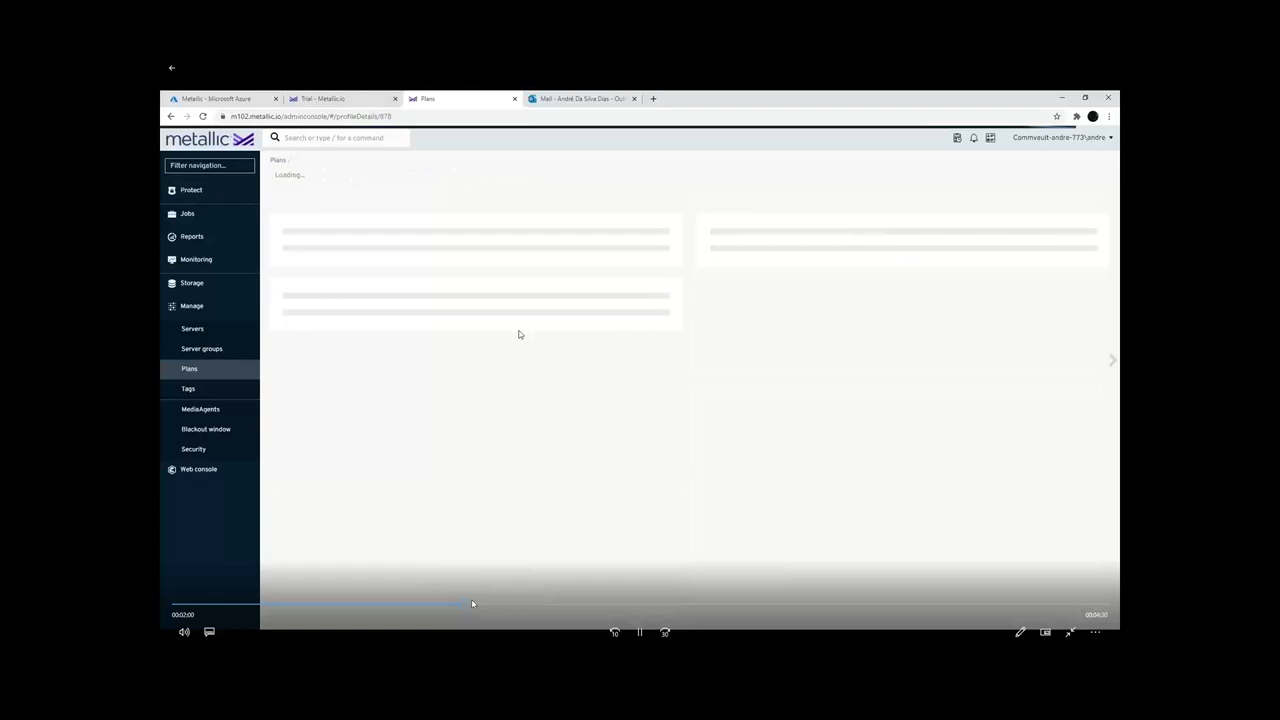 Metallic - Microsoft Azure
Trial - Metallic.io
Plans
Mail - André Da Silva Dias - Out
m102.metallic.io/adminconsole/#/profileDetails/878
metallic
Search or type / for a command
Commvault-andre-773\andre
Filter navigation...
Plans /
Loading...
Protect
Jobs
Reports
Monitoring
Storage
Manage
Servers
Server groups
Plans
Tags
MediaAgents
Blackout window
Security
Web console
00:02:00
00:04:30
10
30